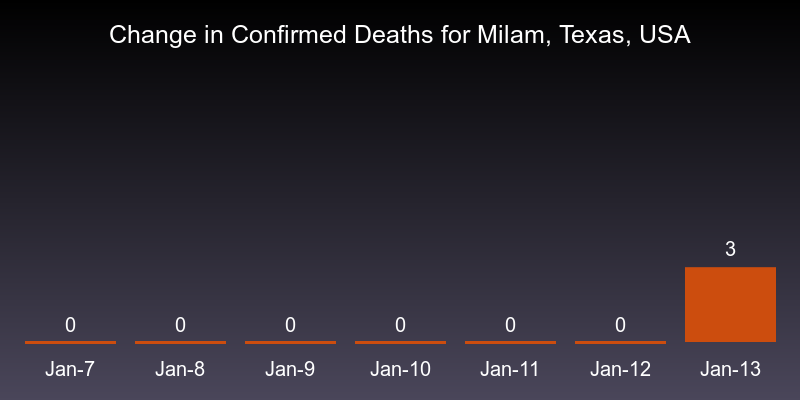 Change in Confirmed Deaths for Milam, Texas, USA
3
0 0 0 0 0 0
Jan-7 Jan-8 Jan-9 Jan-10 Jan-11 Jan-12 Jan-13